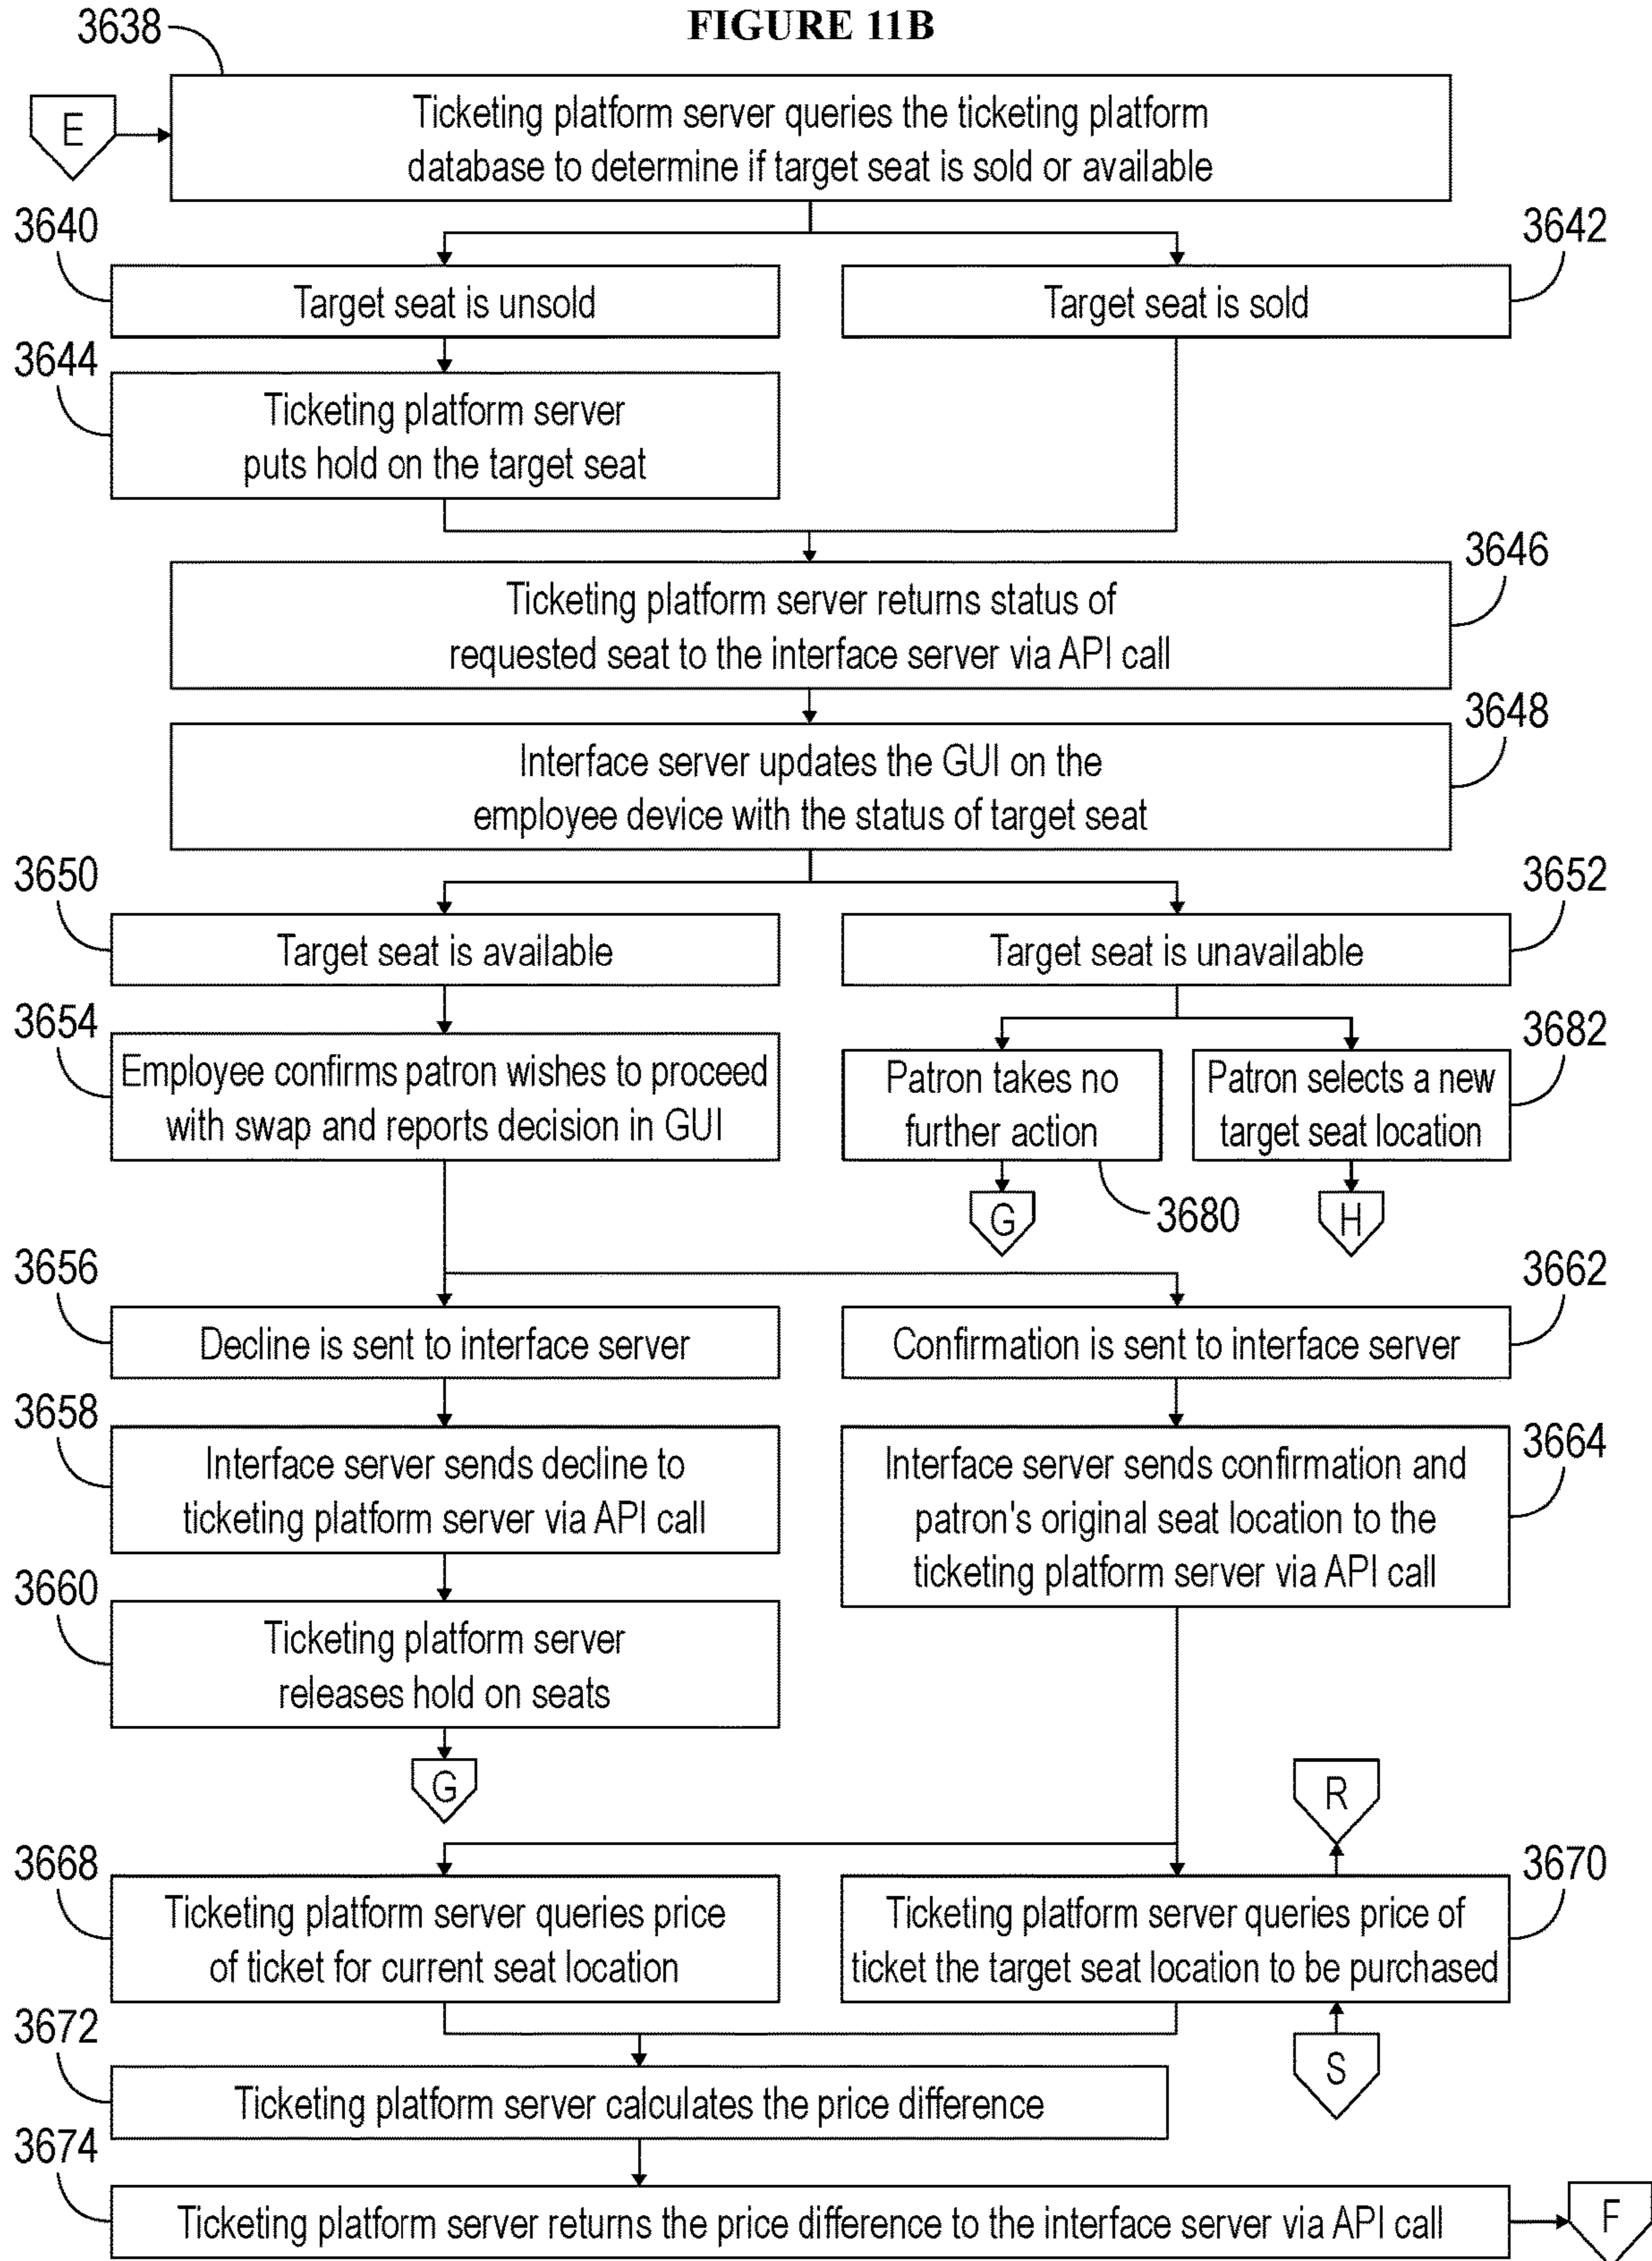 FIGURE 11B
3638
E
Ticketing platform server queries the ticketing platform
database to determine if target seat is sold or available
3640
3642
Target seat is unsold
Target seat is sold
3644
Ticketing platform server
puts hold on the target seat
3646
Ticketing platform server returns status of
requested seat to the interface server via API call
3648
Interface server updates the GUI on the
employee device with the status of target seat
3650
3652
Target seat is available
Target seat is unavailable
3654
3682
Employee confirms patron wishes to proceed
with swap and reports decision in GUI
Patron takes no
further action
Patron selects a new
target seat location
G
3680
H
3656
3662
Decline is sent to interface server
Confirmation is sent to interface server
3658
3664
Interface server sends decline to
ticketing platform server via API call
Interface server sends confirmation and
patron's original seat location to the
ticketing platform server via API call
3660
Ticketing platform server
releases hold on seats
G
R
3668
3670
Ticketing platform server queries price
of ticket for current seat location
Ticketing platform server queries price of
ticket the target seat location to be purchased
3672
S
Ticketing platform server calculates the price difference
3674
Ticketing platform server returns the price difference to the interface server via API call
F